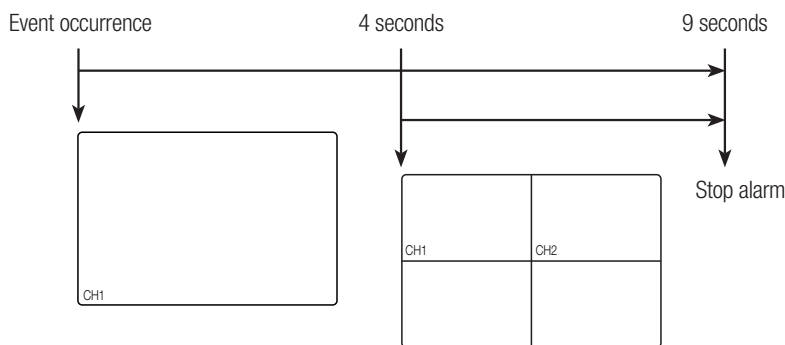 Event occurrence
4 seconds
9 seconds
Stop alarm
CH1
CH2
CH1